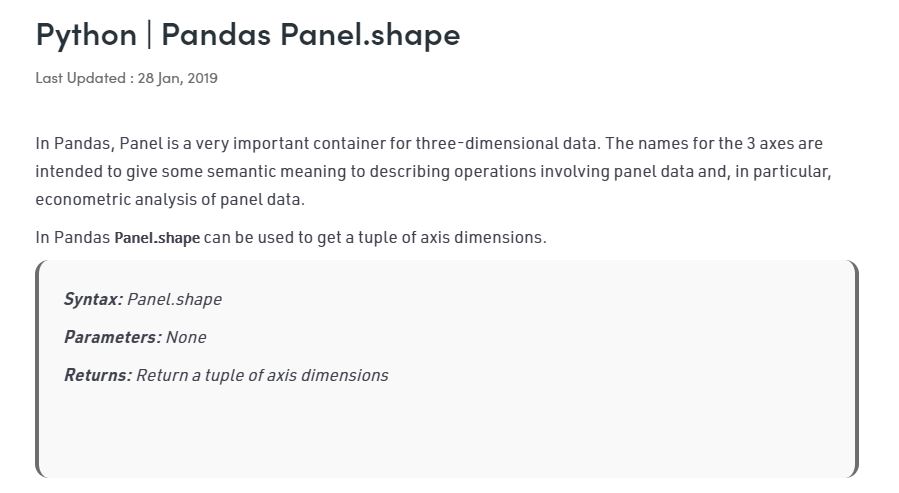 Python | Pandas Panel.shape
Last Updated : 28 Jan, 2019
In Pandas, Panel is a very important container for three-dimensional data. The names for the 3 axes are
intended to give some semantic meaning to describing operations involving panel data and, in particular,
econometric analysis of panel data.
In Pandas Panel.shape can be used to get a tuple of axis dimensions.
Syntax: Panel.shape
Parameters: None
Returns: Return a tuple of axis dimensions